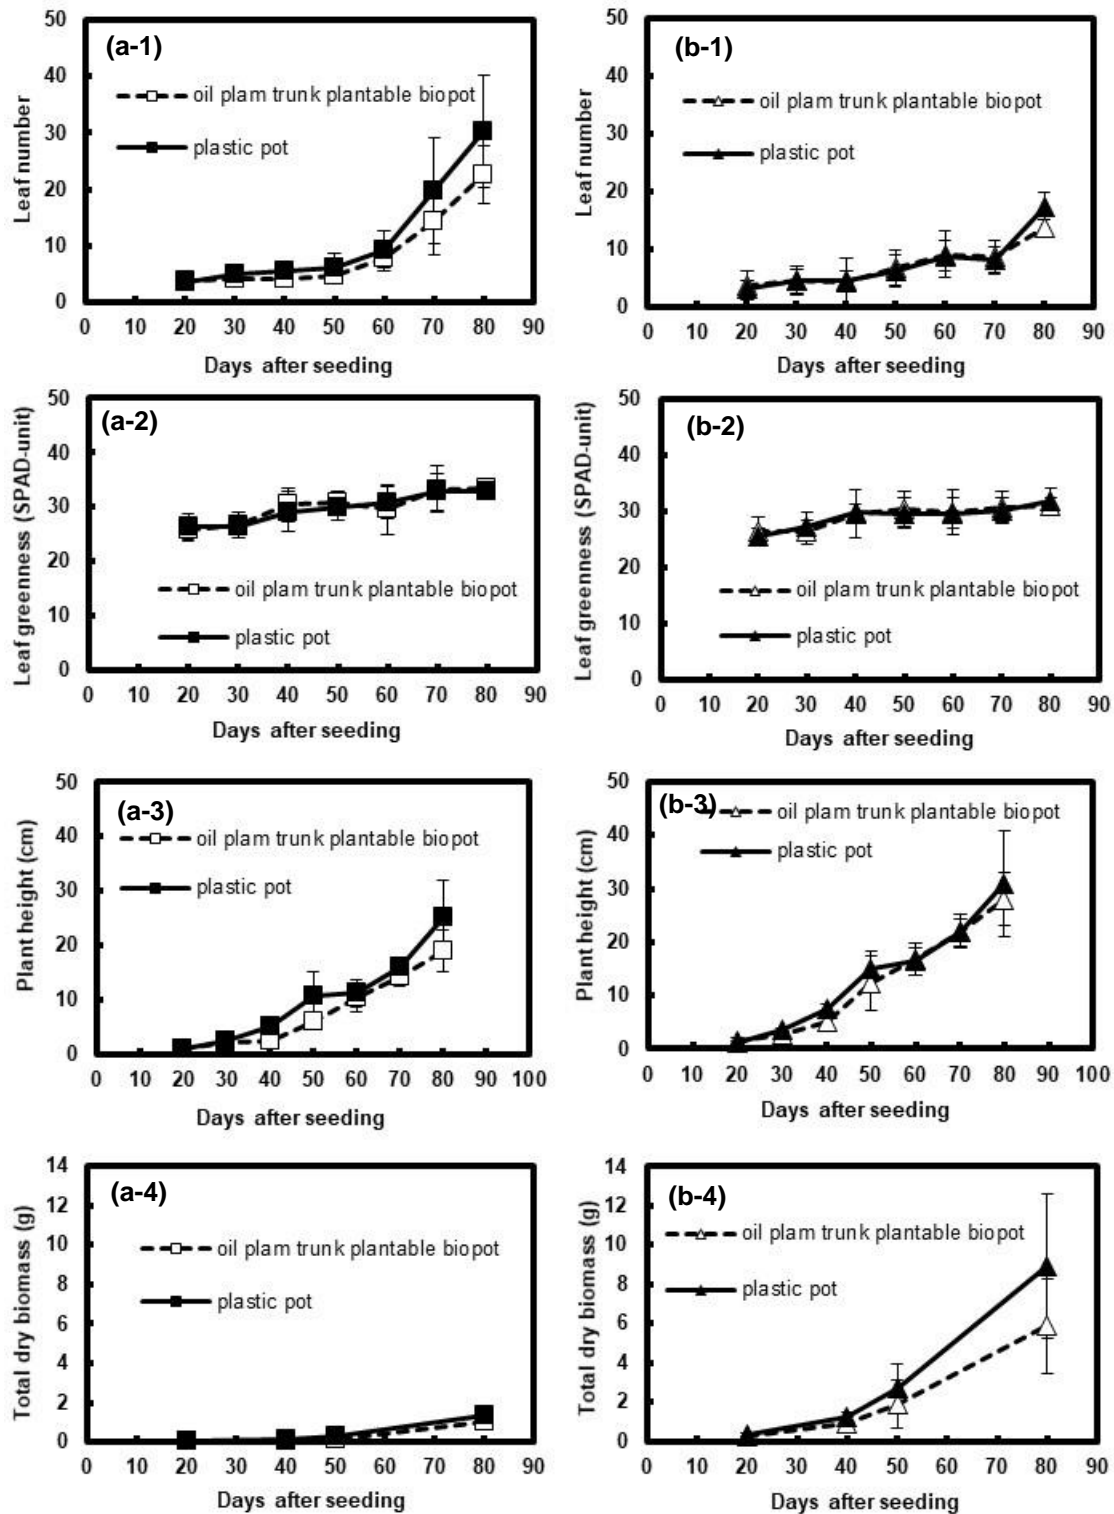 (a-1)
50
40
30
20
10
0
Leaf number
oil plam trunk plantable biopot
plastic pot
0 10 20 30 40 50 60 70 80 90
Days after seeding
(b-1)
50
40
30
20
10
0
Leaf number
oil plam trunk plantable biopot
plastic pot
0 10 20 30 40 50 60 70 80 90
Days after seeding
(a-2)
50
40
30
20
10
0
Leaf greenness (SPAD-unit)
oil plam trunk plantable biopot
plastic pot
0 10 20 30 40 50 60 70 80 90
Days after seeding
(b-2)
50
40
30
20
10
0
Leaf greenness (SPAD-unit)
oil plam trunk plantable biopot
plastic pot
0 10 20 30 40 50 60 70 80 90
Days after seeding
(a-3)
50
40
30
20
10
0
Plant height (cm)
oil plam trunk plantable biopot
plastic pot
0 10 20 30 40 50 60 70 80 90 100
Days after seeding
(b-3)
50
40
30
20
10
0
Plant height (cm)
oil plam trunk plantable biopot
plastic pot
0 10 20 30 40 50 60 70 80 90 100
Days after seeding
(a-4)
14
12
10
8
6
4
2
0
Total dry biomass (g)
oil plam trunk plantable biopot
plastic pot
0 10 20 30 40 50 60 70 80 90
Days after seeding
(b-4)
14
12
10
8
6
4
2
0
Total dry biomass (g)
oil plam trunk plantable biopot
plastic pot
0 10 20 30 40 50 60 70 80 90
Days after seeding